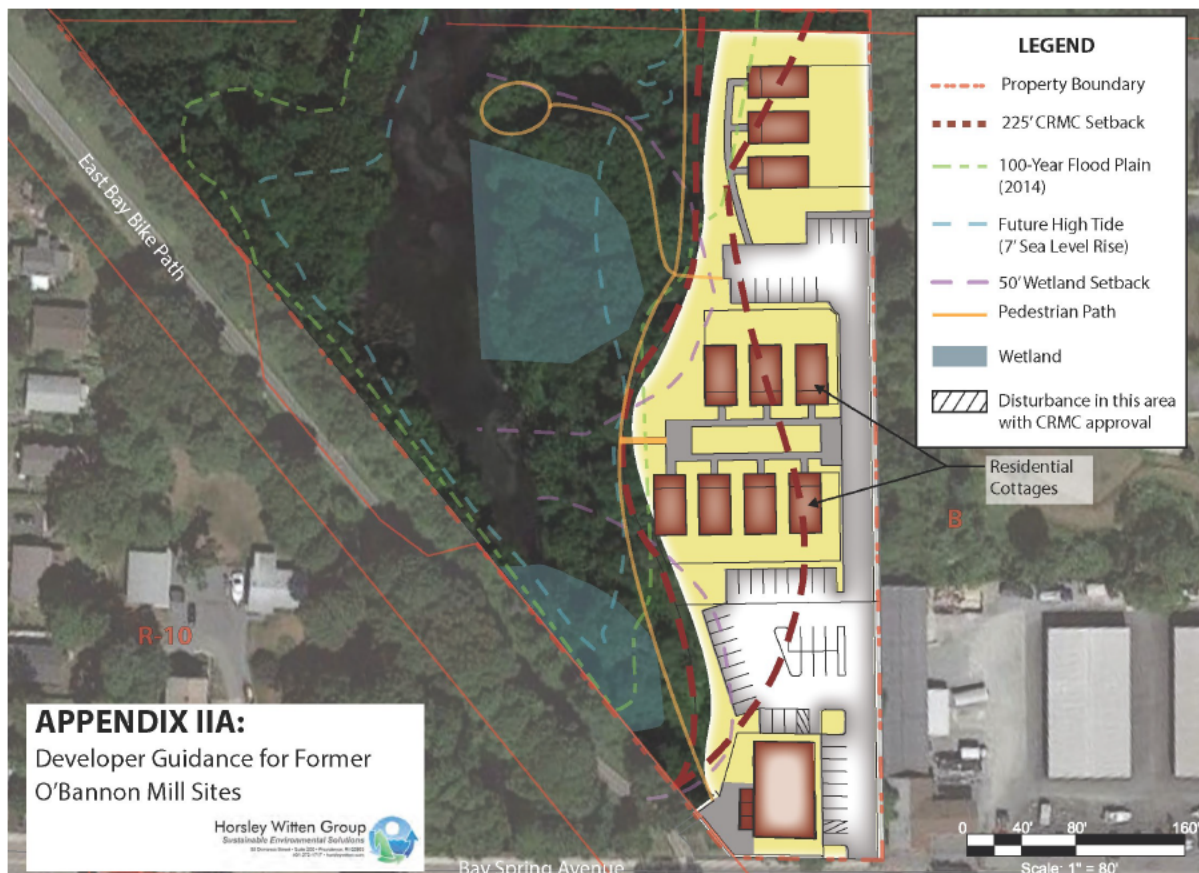 LEGEND
Property Boundary
225' CRMC Setback
100-Year Flood Plain
(2014)
Future High Tide
(7' Sea Level Rise)
50' Wetland Setback
Pedestrian Path
Wetland
Disturbance in this area
with CRMC approval
East Bay Bike Path
Residential
Cottages
B
R-10
APPENDIX IIA:
Developer Guidance for Former
O'Bannon Mill Sites
Horsley Witten Group
Sustainable Environmental Solutions
Bay Spring Avenue
0 40' 80' 160'
Scale: 1" = 80'